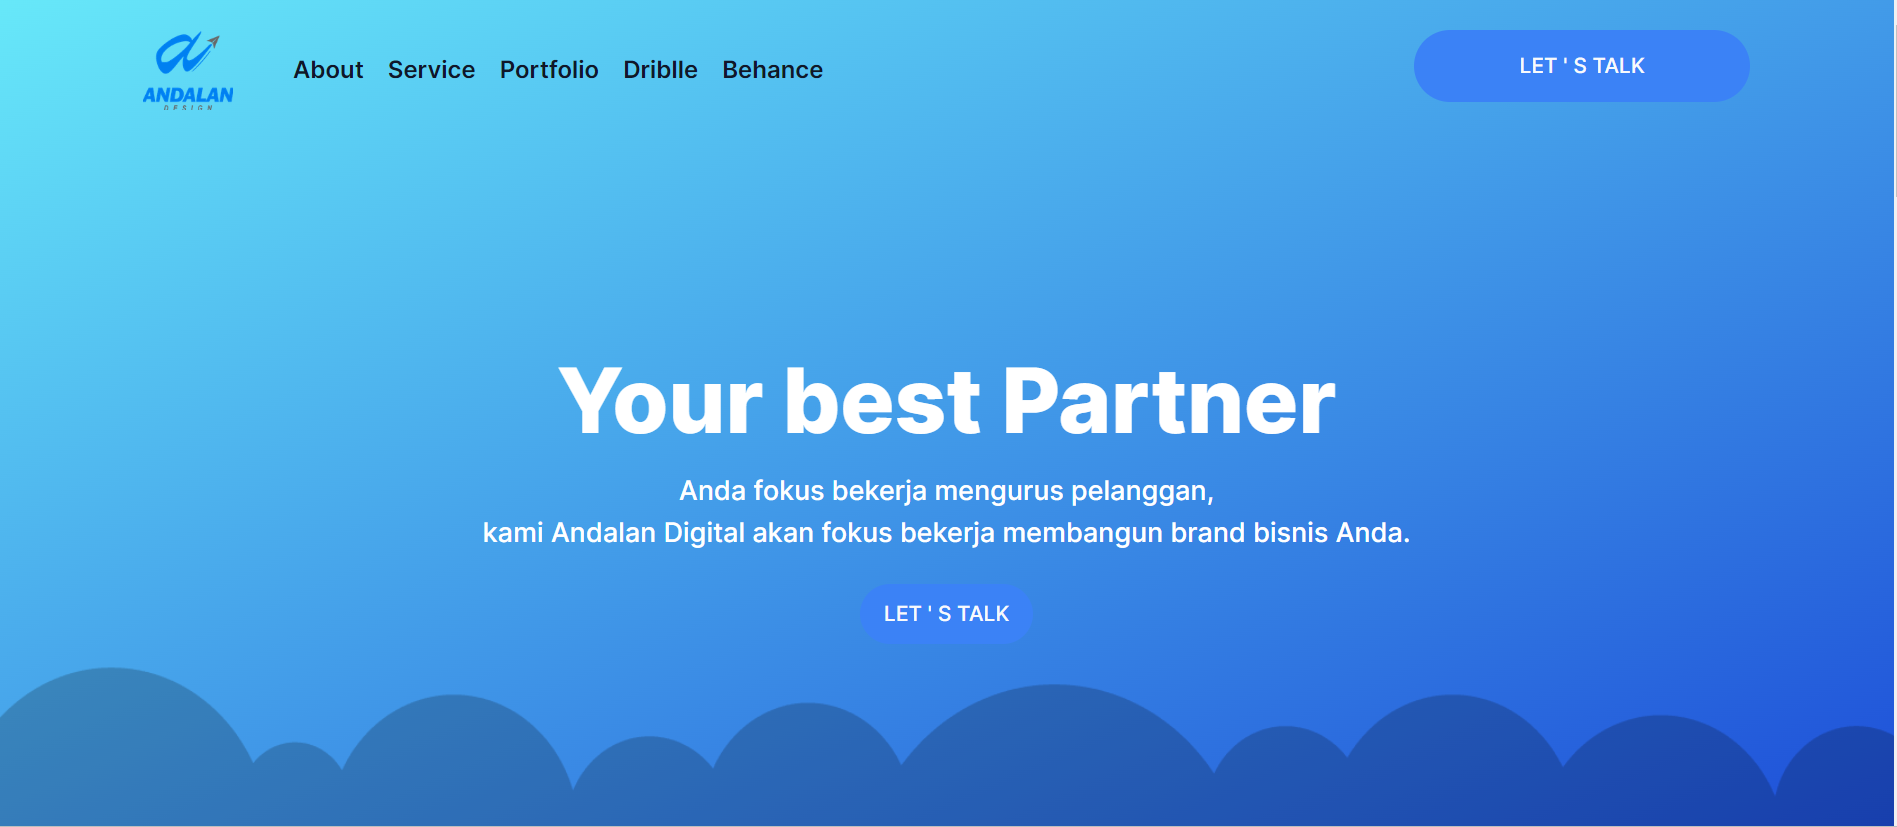 ANDALAN
DESIGN
About Service Portfolio Driblle Behance
LET ' S TALK
Your best Partner
Anda fokus bekerja mengurus pelanggan,
kami Andalan Digital akan fokus bekerja membangun brand bisnis Anda.
LET ' S TALK